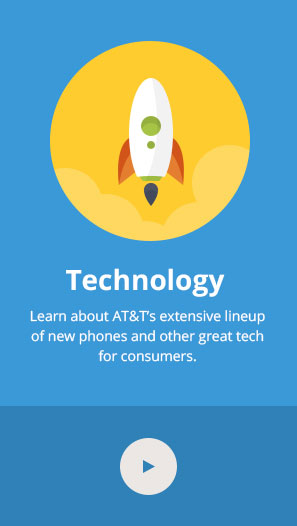 Technology
Learn about AT&T's extensive lineup
of new phones and other great tech
for consumers.